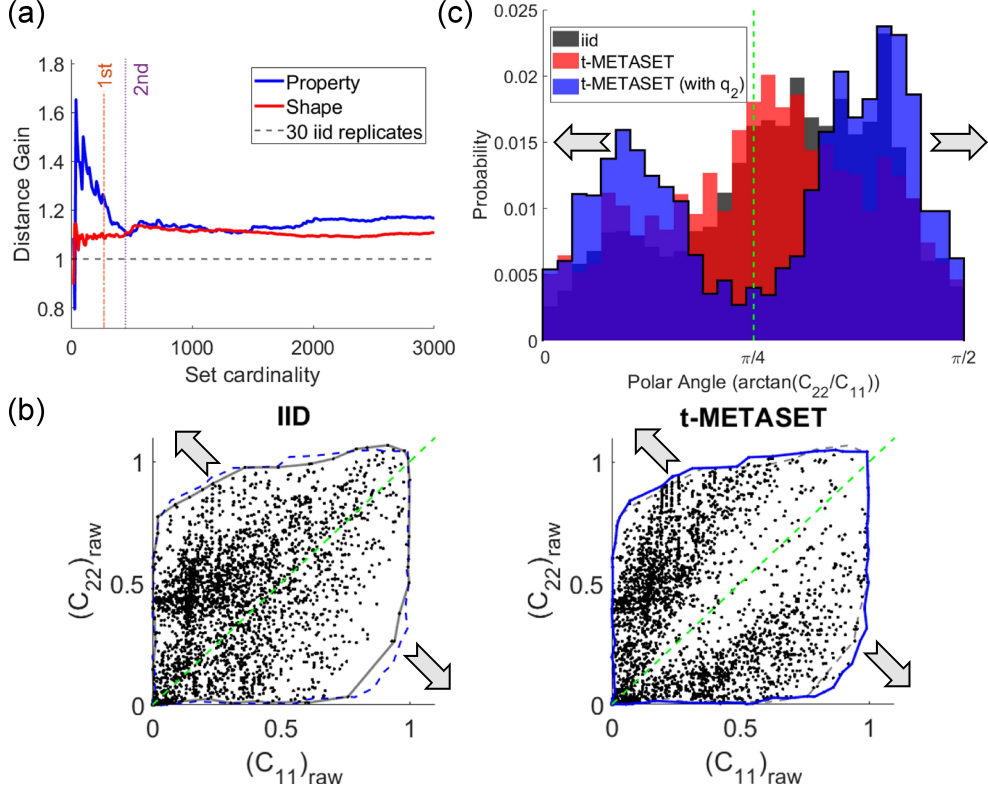 (a)
1.8
1.6
1.4
1.2
1
0.8
Distance Gain
1st
2nd
Property
Shape
30 iid replicates
0
1000
2000
3000
Set cardinality
(c)
0.025
0.02
0.015
0.01
0.005
0
Probability
iid
t-METASET
t-METASET (with q₂)
0
π/4
π/2
Polar Angle (arctan(C₂₂/C₁₁))
(b)
IID
1
0.5
0
(C₂₂)raw
0
0.5
1
(C₁₁)raw
t-METASET
1
0.5
0
(C₂₂)raw
0
0.5
1
(C₁₁)raw